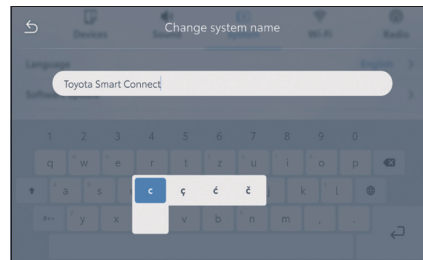 Change system name
Devices Sound Wi-Fi Radio
Language English
Toyota Smart Connect
1 2 3 4 5 6 7 8 9 0
q w e r t z u i o p
a s k l
c ç ć č
#+- y x v b n m , .